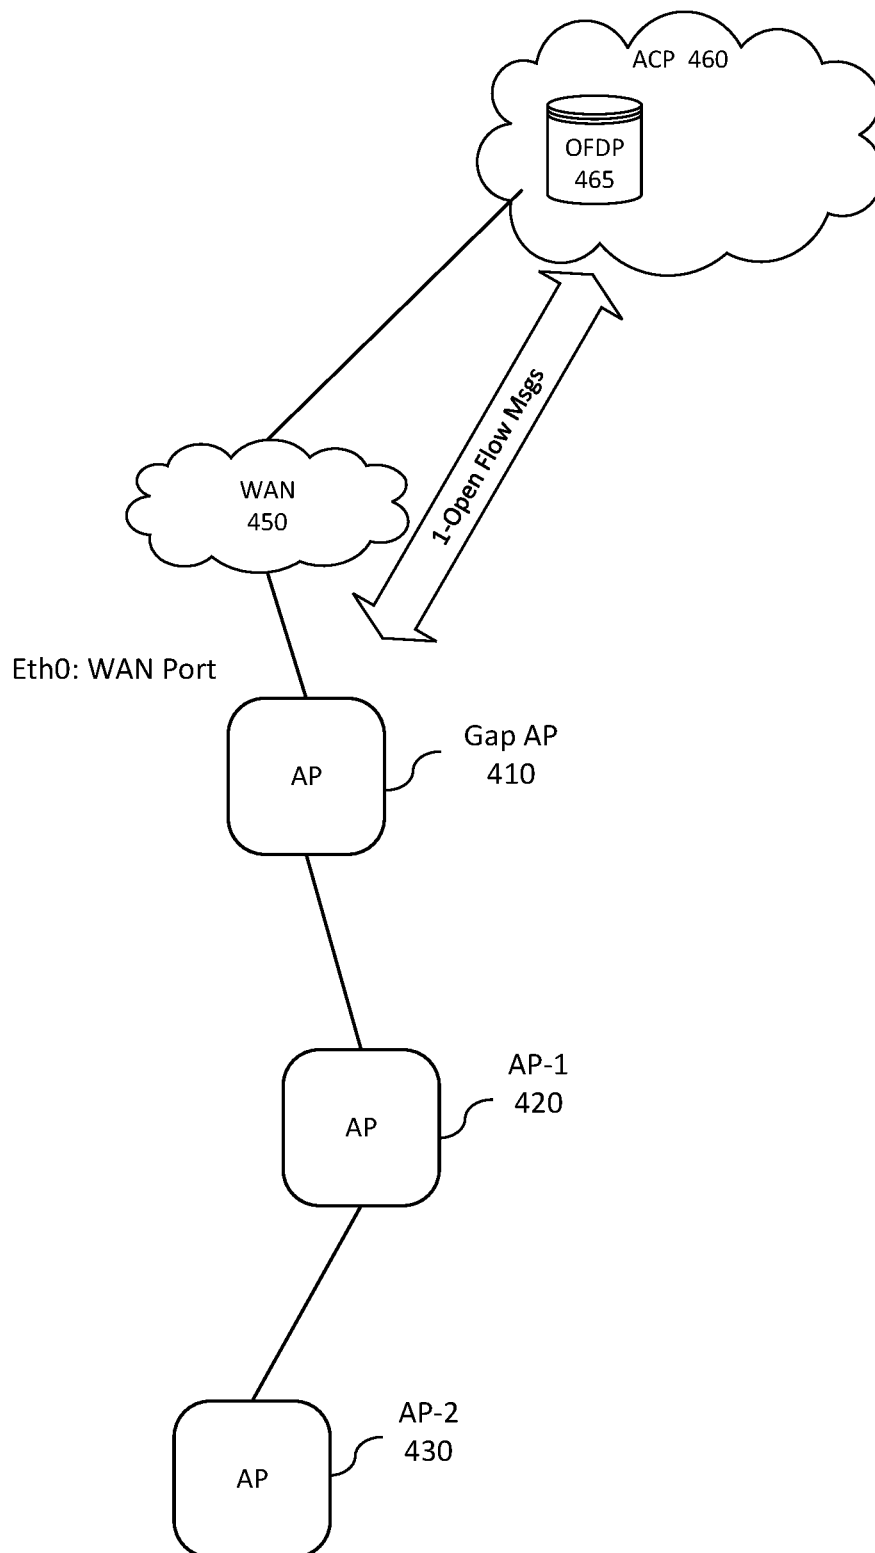 ACP 460
OFDP
465
1-Open Flow Msgs
WAN
450
Eth0: WAN Port
AP
Gap AP
410
AP
AP-1
420
AP
AP-2
430